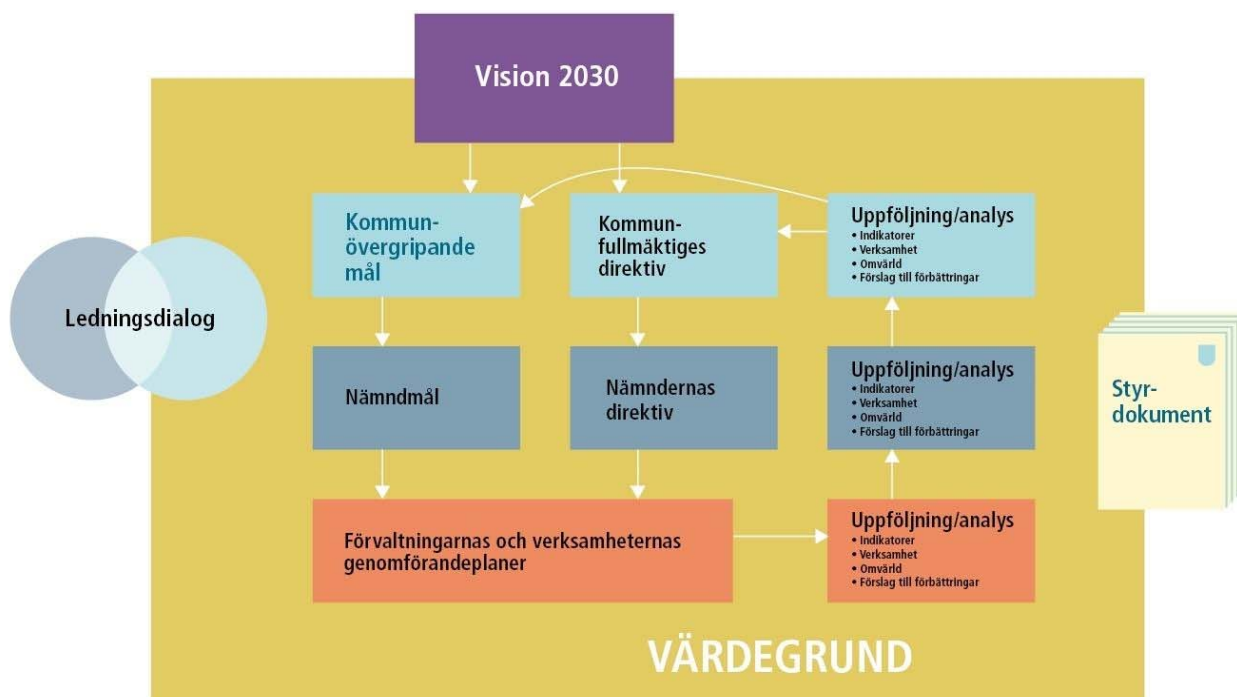 Vision 2030
Kommun-
övergripande
mål
Kommun-
fullmäktiges
direktiv
Uppföljning/analys
• Indikatorer
• Verksamhet
• Omvärld
• Förslag till förbättringar
Ledningsdialog
Nämndmål
Nämndernas
direktiv
Uppföljning/analys
• Indikatorer
• Verksamhet
• Omvärld
• Förslag till förbättringar
Styr-
dokument
Förvaltningarnas och verksamheternas
genomförandeplaner
Uppföljning/analys
• Indikatorer
• Verksamhet
• Omvärld
• Förslag till förbättringar
VÄRDEGRUND